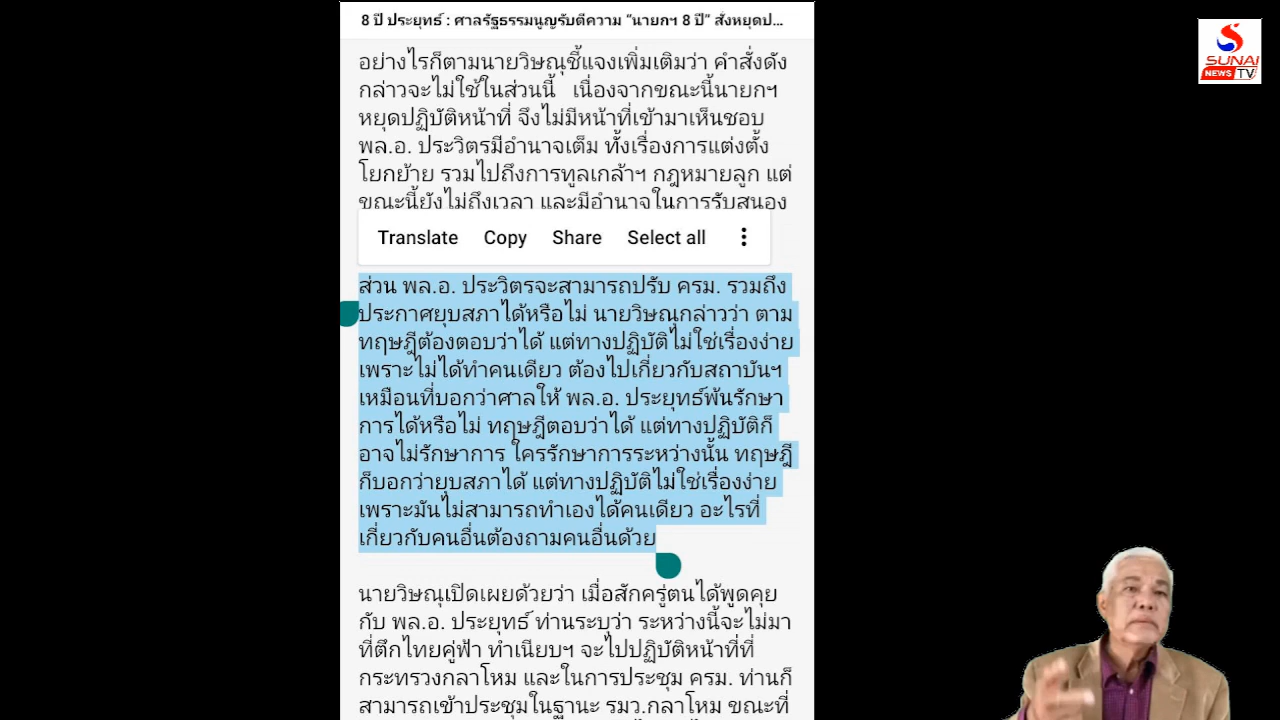 8 ปี ประยุทธ์ : ศาลรัฐธรรมนูญรับตีความ “นายกฯ 8 ปี” สั่งหยุดป...
SUNAI
NEWS TV
อย่างไรก็ตามนายวิษณุชี้แจงเพิ่มเติมว่า คำสั่งดัง
กล่าวจะไม่ใช้ในส่วนนี้ เนื่องจากขณะนี้นายกฯ
หยุดปฏิบัติหน้าที่ จึงไม่มีหน้าที่เข้ามาเห็นชอบ
พล.อ. ประวิตรมีอำนาจเต็ม ทั้งเรื่องการแต่งตั้ง
โยกย้าย รวมไปถึงการทูลเกล้าฯ กฎหมายลูก แต่
ขณะนี้ยังไม่ถึงเวลา และมีอำนาจในการรับสนอง
Translate Copy Share Select all
ส่วน พล.อ. ประวิตรจะสามารถปรับ ครม. รวมถึง
ประกาศยุบสภาได้หรือไม่ นายวิษณุกล่าวว่า ตาม
ทฤษฎีต้องตอบว่าได้ แต่ทางปฏิบัติไม่ใช่เรื่องง่าย
เพราะไม่ได้ทำคนเดียว ต้องไปเกี่ยวกับสถาบันฯ
เหมือนที่บอกว่าศาลให้ พล.อ. ประยุทธ์พ้นรักษา
การได้หรือไม่ ทฤษฎีตอบว่าได้ แต่ทางปฏิบัติก็
อาจไม่รักษาการ ใครรักษาการระหว่างนั้น ทฤษฎี
ก็บอกว่ายุบสภาได้ แต่ทางปฏิบัติไม่ใช่เรื่องง่าย
เพราะมันไม่สามารถทำเองได้คนเดียว อะไรที่
เกี่ยวกับคนอื่นต้องถามคนอื่นด้วย
นายวิษณุเปิดเผยด้วยว่า เมื่อสักครู่ตนได้พูดคุย
กับ พล.อ. ประยุทธ์ ท่านระบุว่า ระหว่างนี้จะไม่มา
ที่ตึกไทยคู่ฟ้า ทำเนียบฯ จะไปปฏิบัติหน้าที่ที่
กระทรวงกลาโหม และในการประชุม ครม. ท่านก็
สามารถเข้าประชุมในฐานะ รมว.กลาโหม ขณะที่